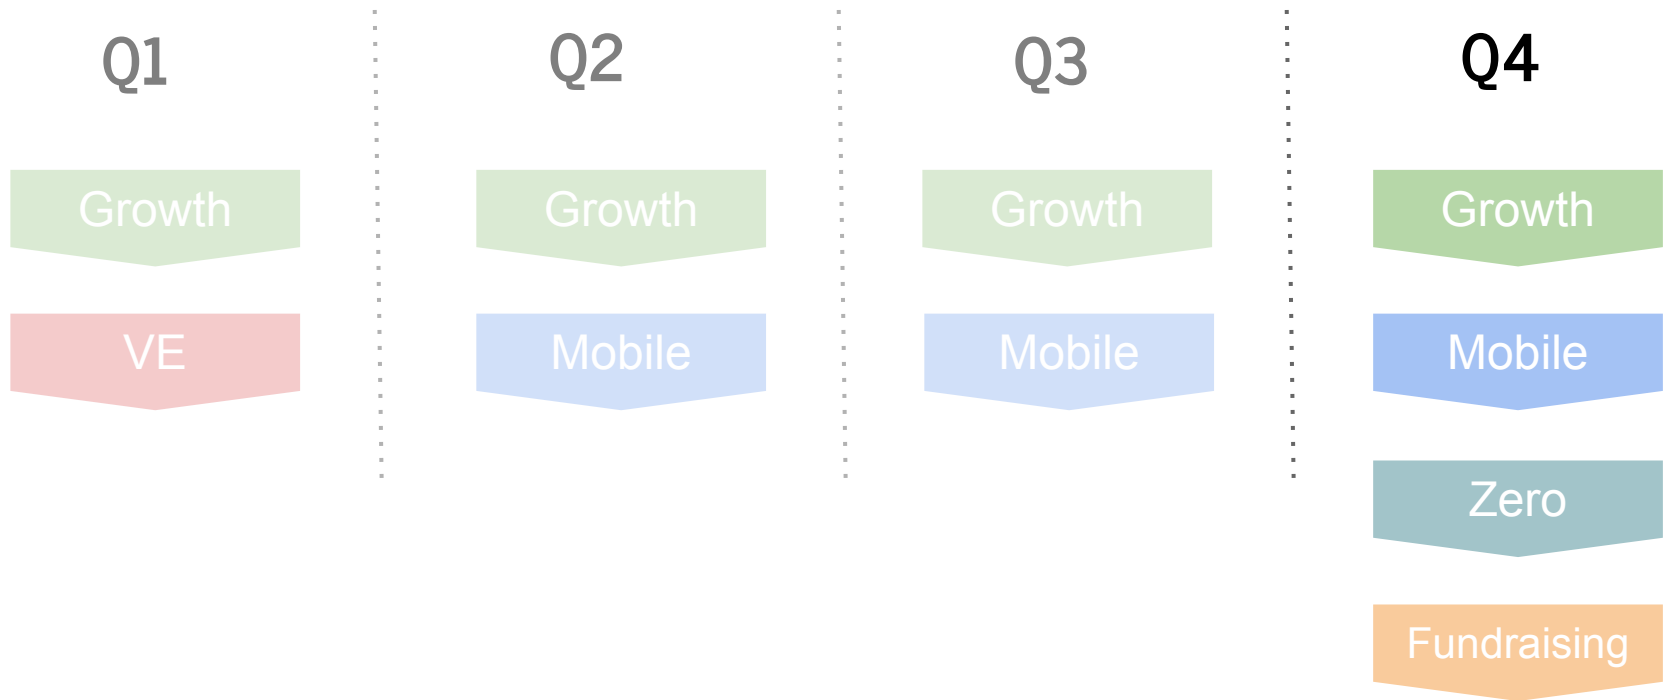 Q1
Q2
Q3
Q4
Growth
Growth
Growth
Growth
VE
Mobile
Mobile
Mobile
Zero
Fundraising